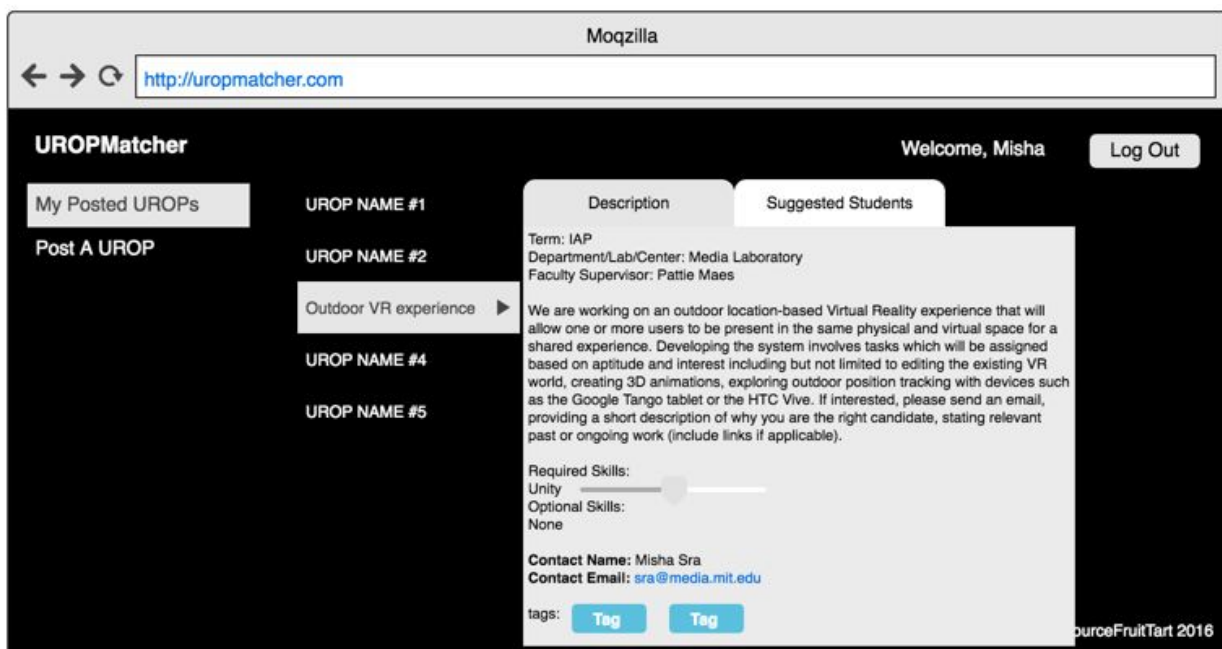 Moqzilla
http://uropmatcher.com
UROPMatcher
Welcome, Misha
Log Out
My Posted UROPs
Post A UROP
UROP NAME #1
UROP NAME #2
Outdoor VR experience
UROP NAME #4
UROP NAME #5
Description
Suggested Students
Term: IAP
Department/Lab/Center: Media Laboratory
Faculty Supervisor: Pattie Maes
We are working on an outdoor location-based Virtual Reality experience that will
allow one or more users to be present in the same physical and virtual space for a
shared experience. Developing the system involves tasks which will be assigned
based on aptitude and interest including but not limited to editing the existing VR
world, creating 3D animations, exploring outdoor position tracking with devices such
as the Google Tango tablet or the HTC Vive. If interested, please send an email,
providing a short description of why you are the right candidate, stating relevant
past or ongoing work (include links if applicable).
Required Skills:
Unity
Optional Skills:
None
Contact Name: Misha Sra
Contact Email: sra@media.mit.edu
tags:
Tag
Tag
ourceFruitTart 2016